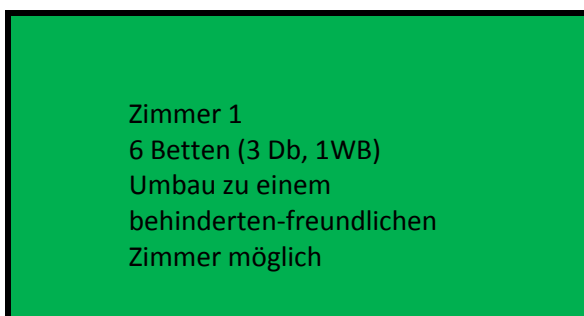 Zimmer 1
6 Betten (3 Db, 1WB)
Umbau zu einem
behinderten-freundlichen
Zimmer möglich